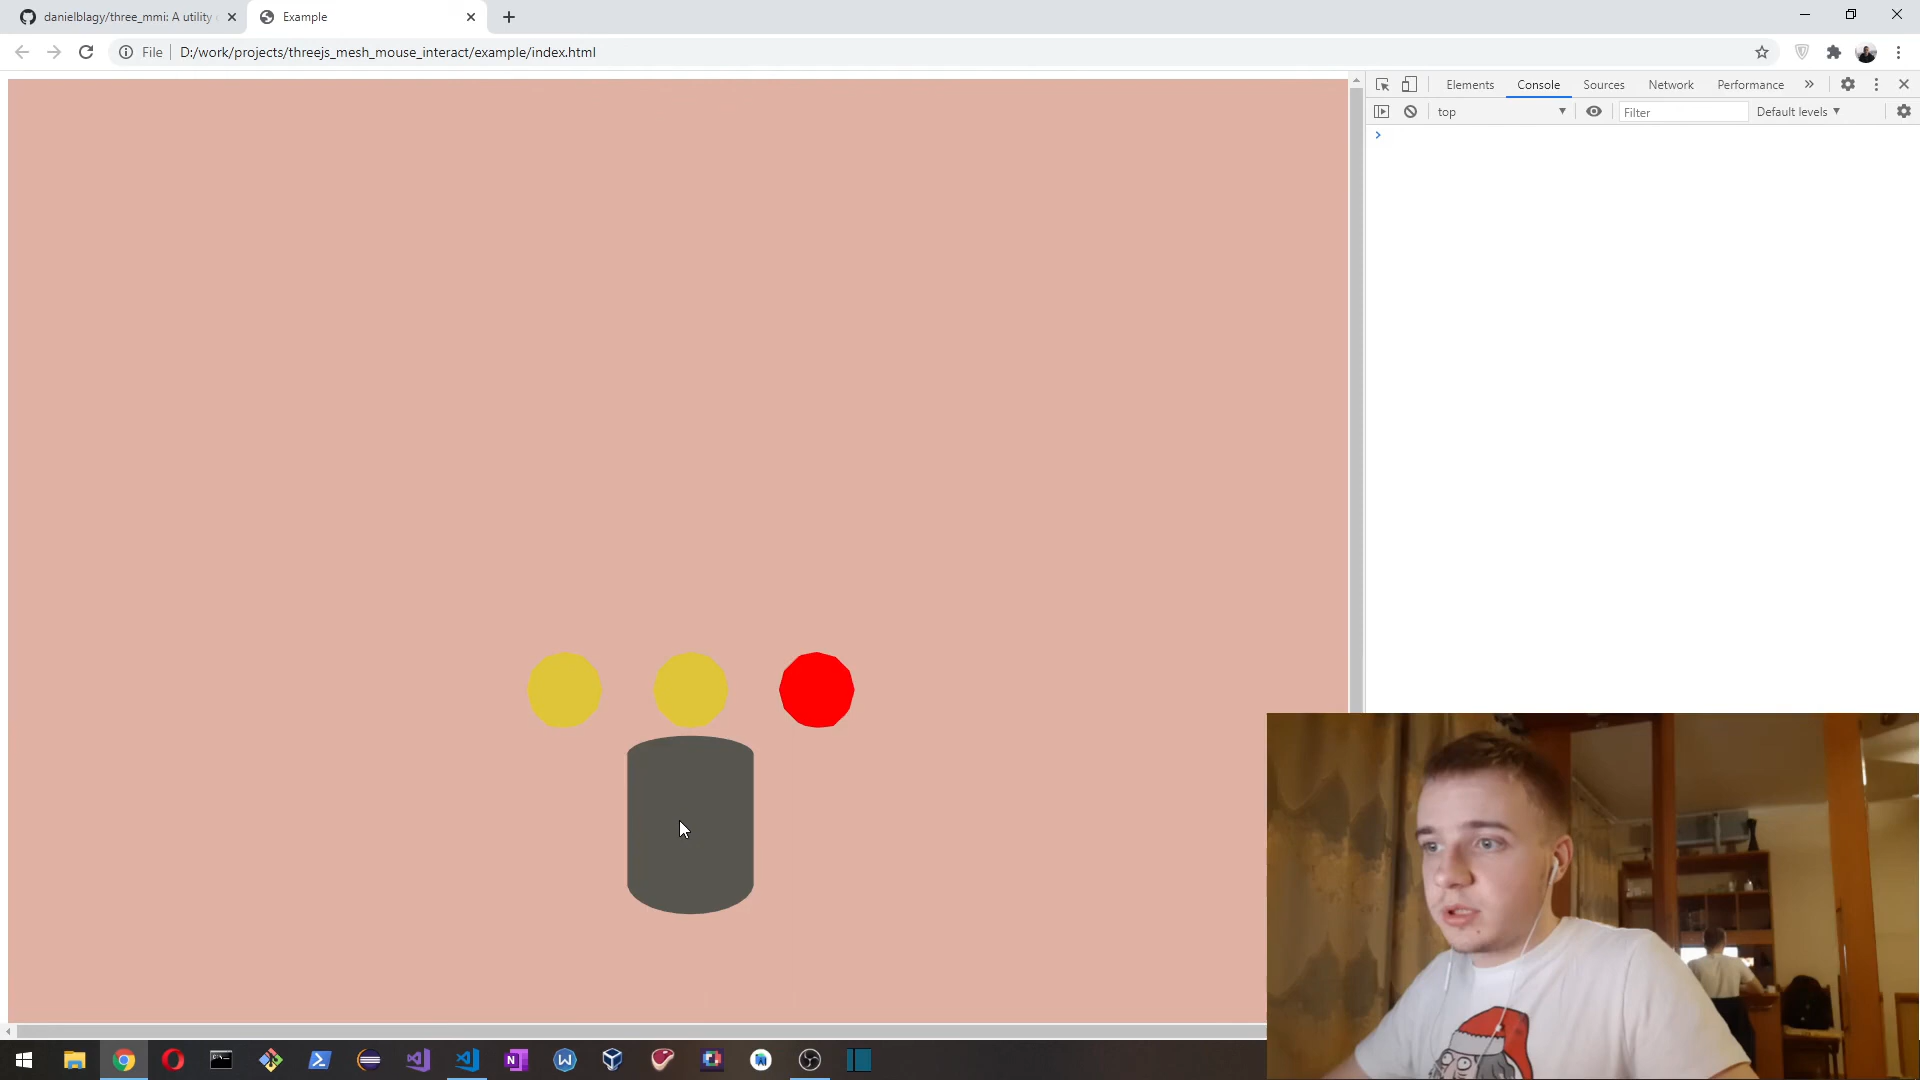 danielblagy/three_mmi: A utility
Example
File
D:/work/projects/threejs_mesh_mouse_interact/example/index.html
Elements
Console
Sources
Network
Performance
top
Filter
Default levels